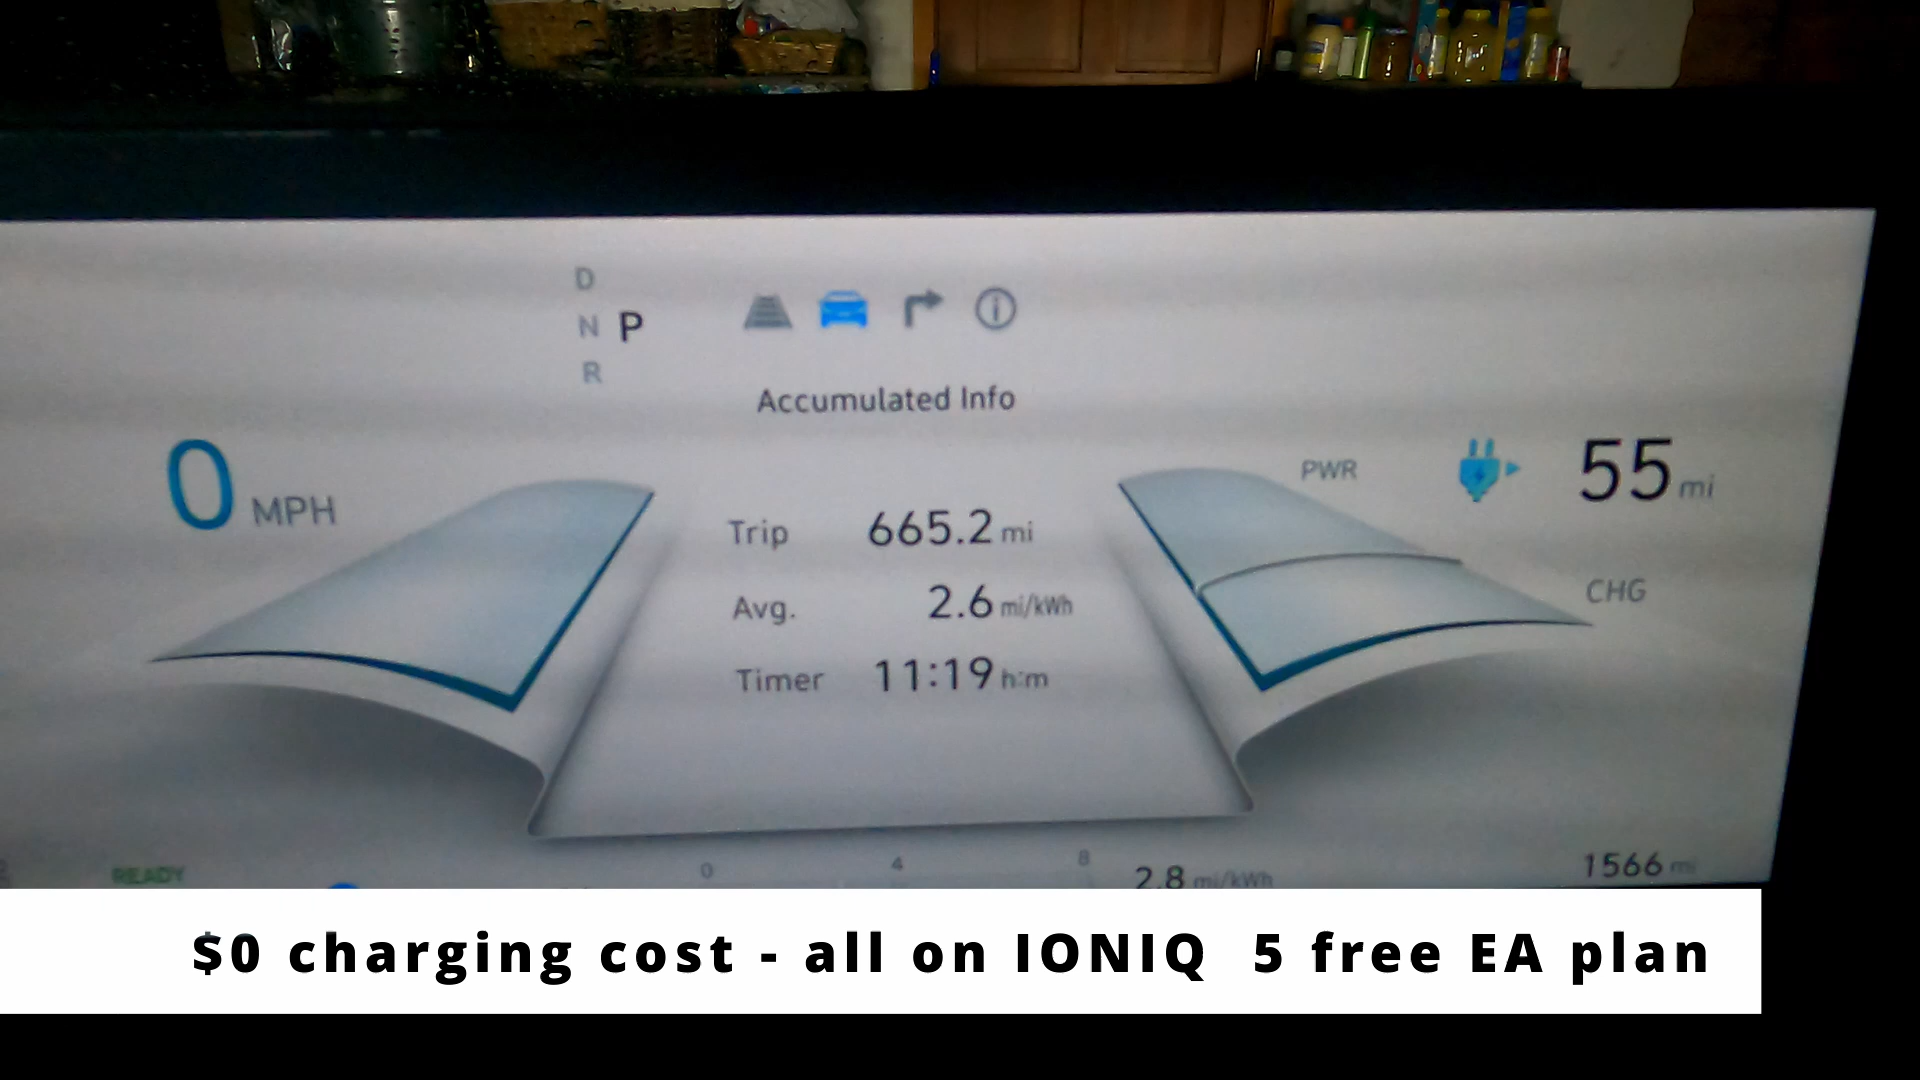 D
N P
R
Accumulated Info
0 MPH
PWR
55 mi
Trip 665.2 mi
CHG
Avg. 2.6 mi/kWh
Timer 11:19 h:m
READY
0 4 8
2.8 mi/kWh
1566 mi
$0 charging cost - all on IONIQ 5 free EA plan